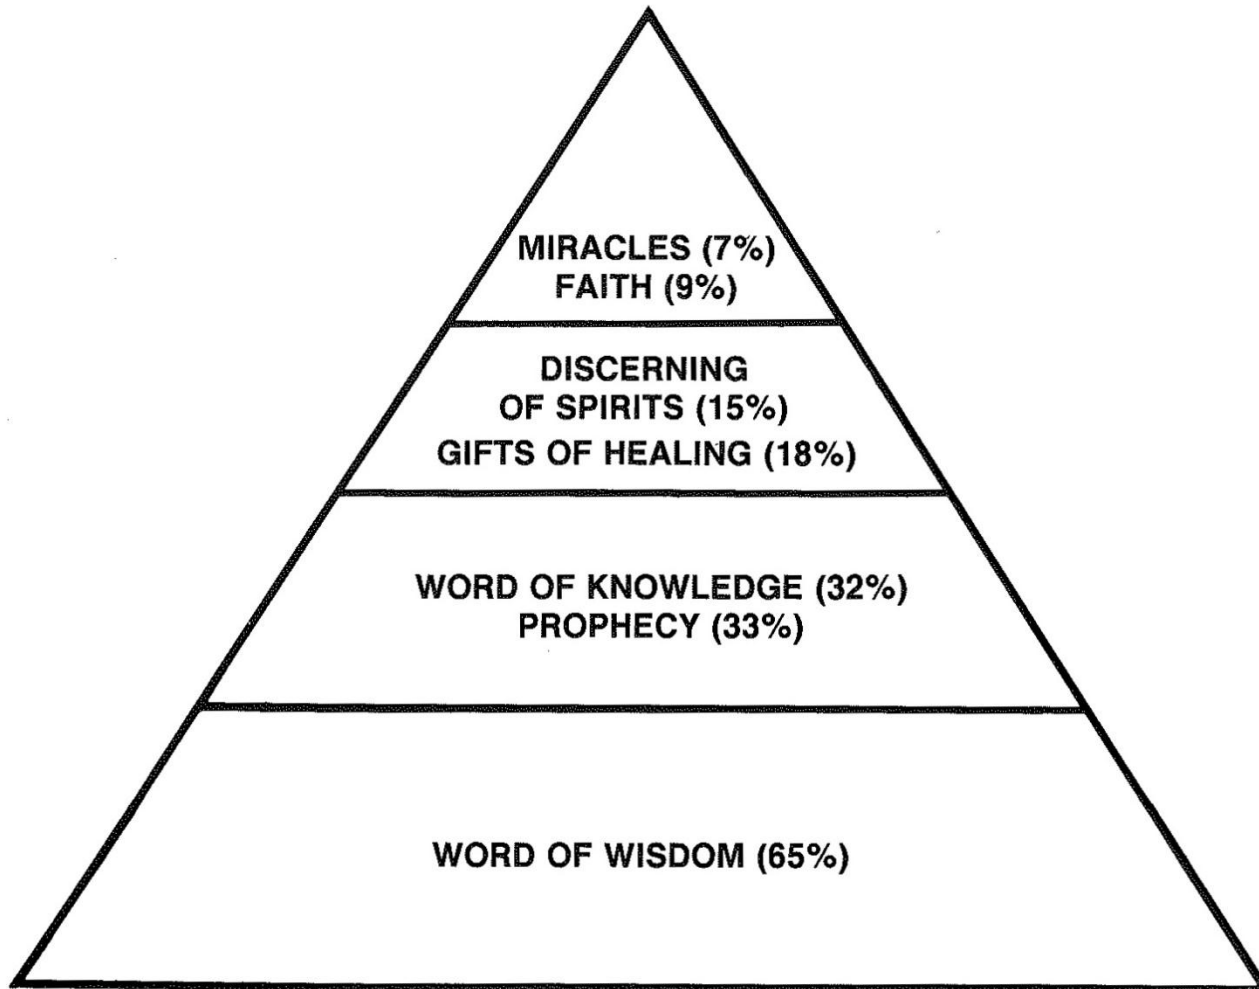 MIRACLES (7%)
FAITH (9%)
DISCERNING
OF SPIRITS (15%)
GIFTS OF HEALING (18%)
WORD OF KNOWLEDGE (32%)
PROPHECY (33%)
WORD OF WISDOM (65%)